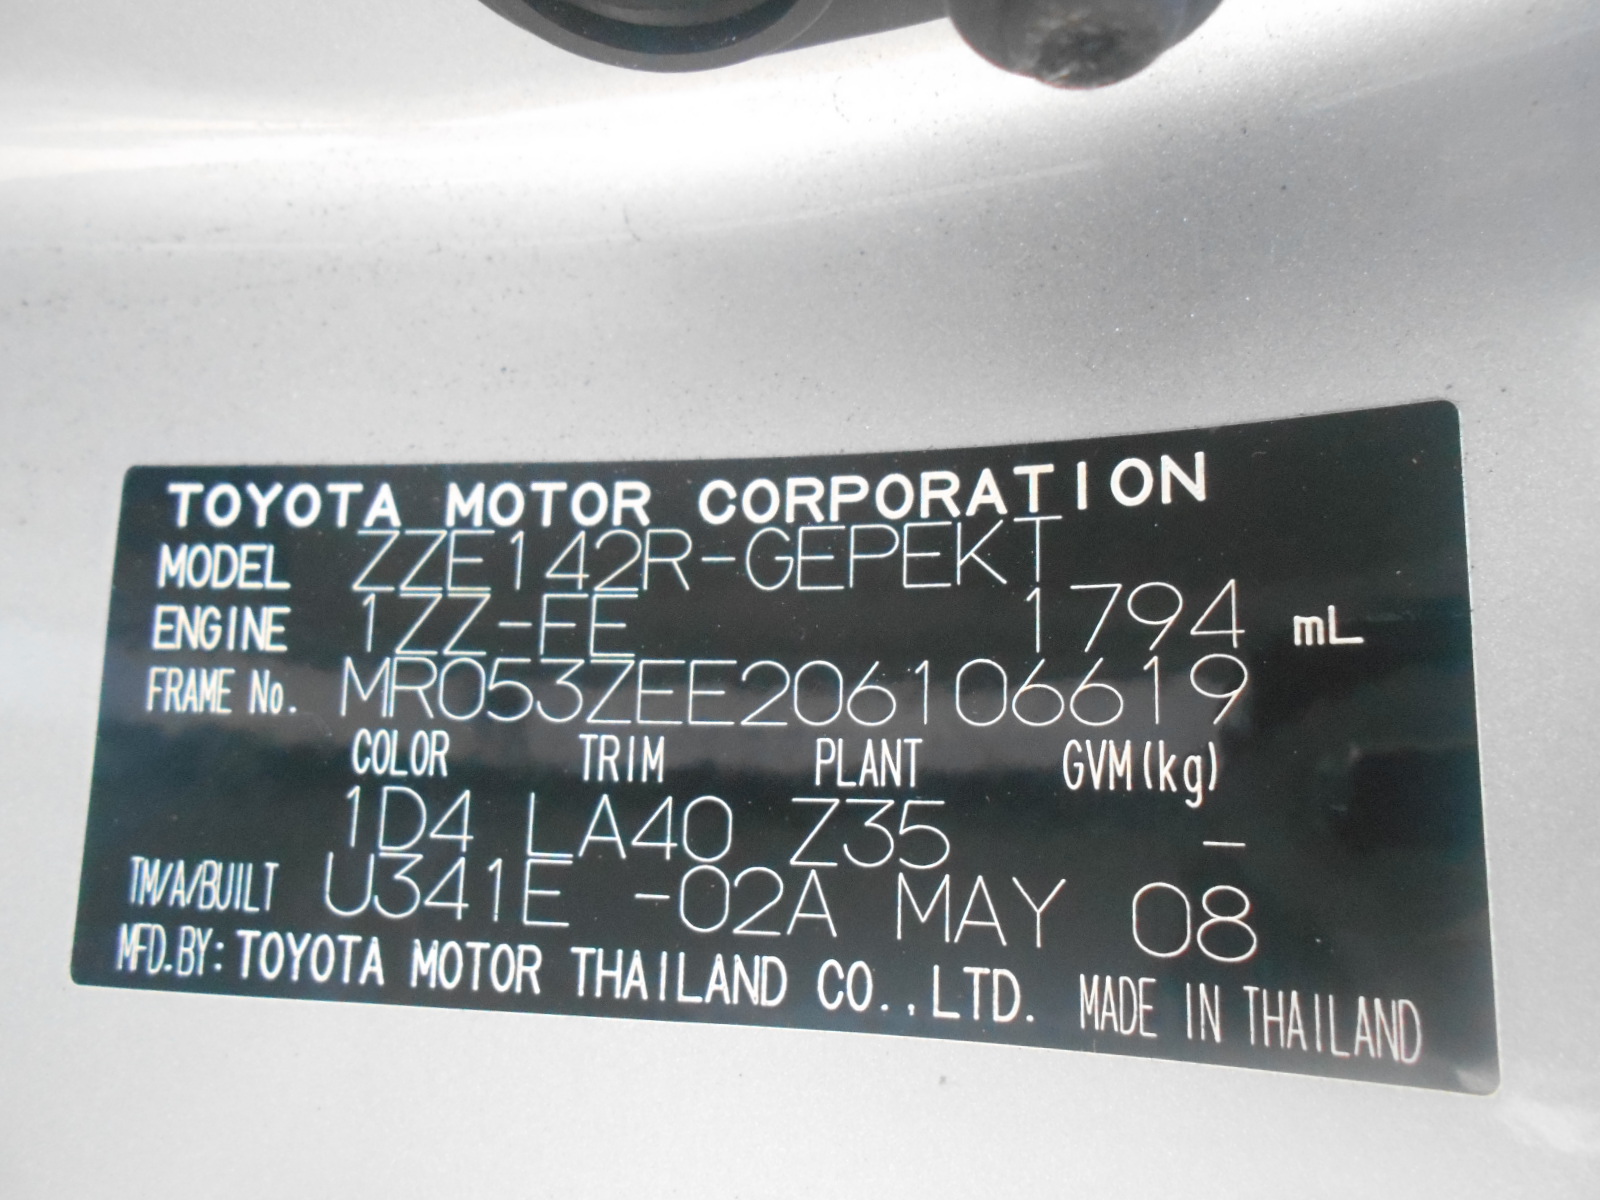 TOYOTA MOTOR CORPORATION
MODEL ZZE142R-GEPEKT
ENGINE 1ZZ-FE 1794 mL
FRAME No. MR053ZEE206106619
COLOR TRIM PLANT GVM(kg)
1D4 LA40 Z35 -
TM/A/BUILT U341E -02A MAY 08
MFD.BY: TOYOTA MOTOR THAILAND CO.,LTD. MADE IN THAILAND